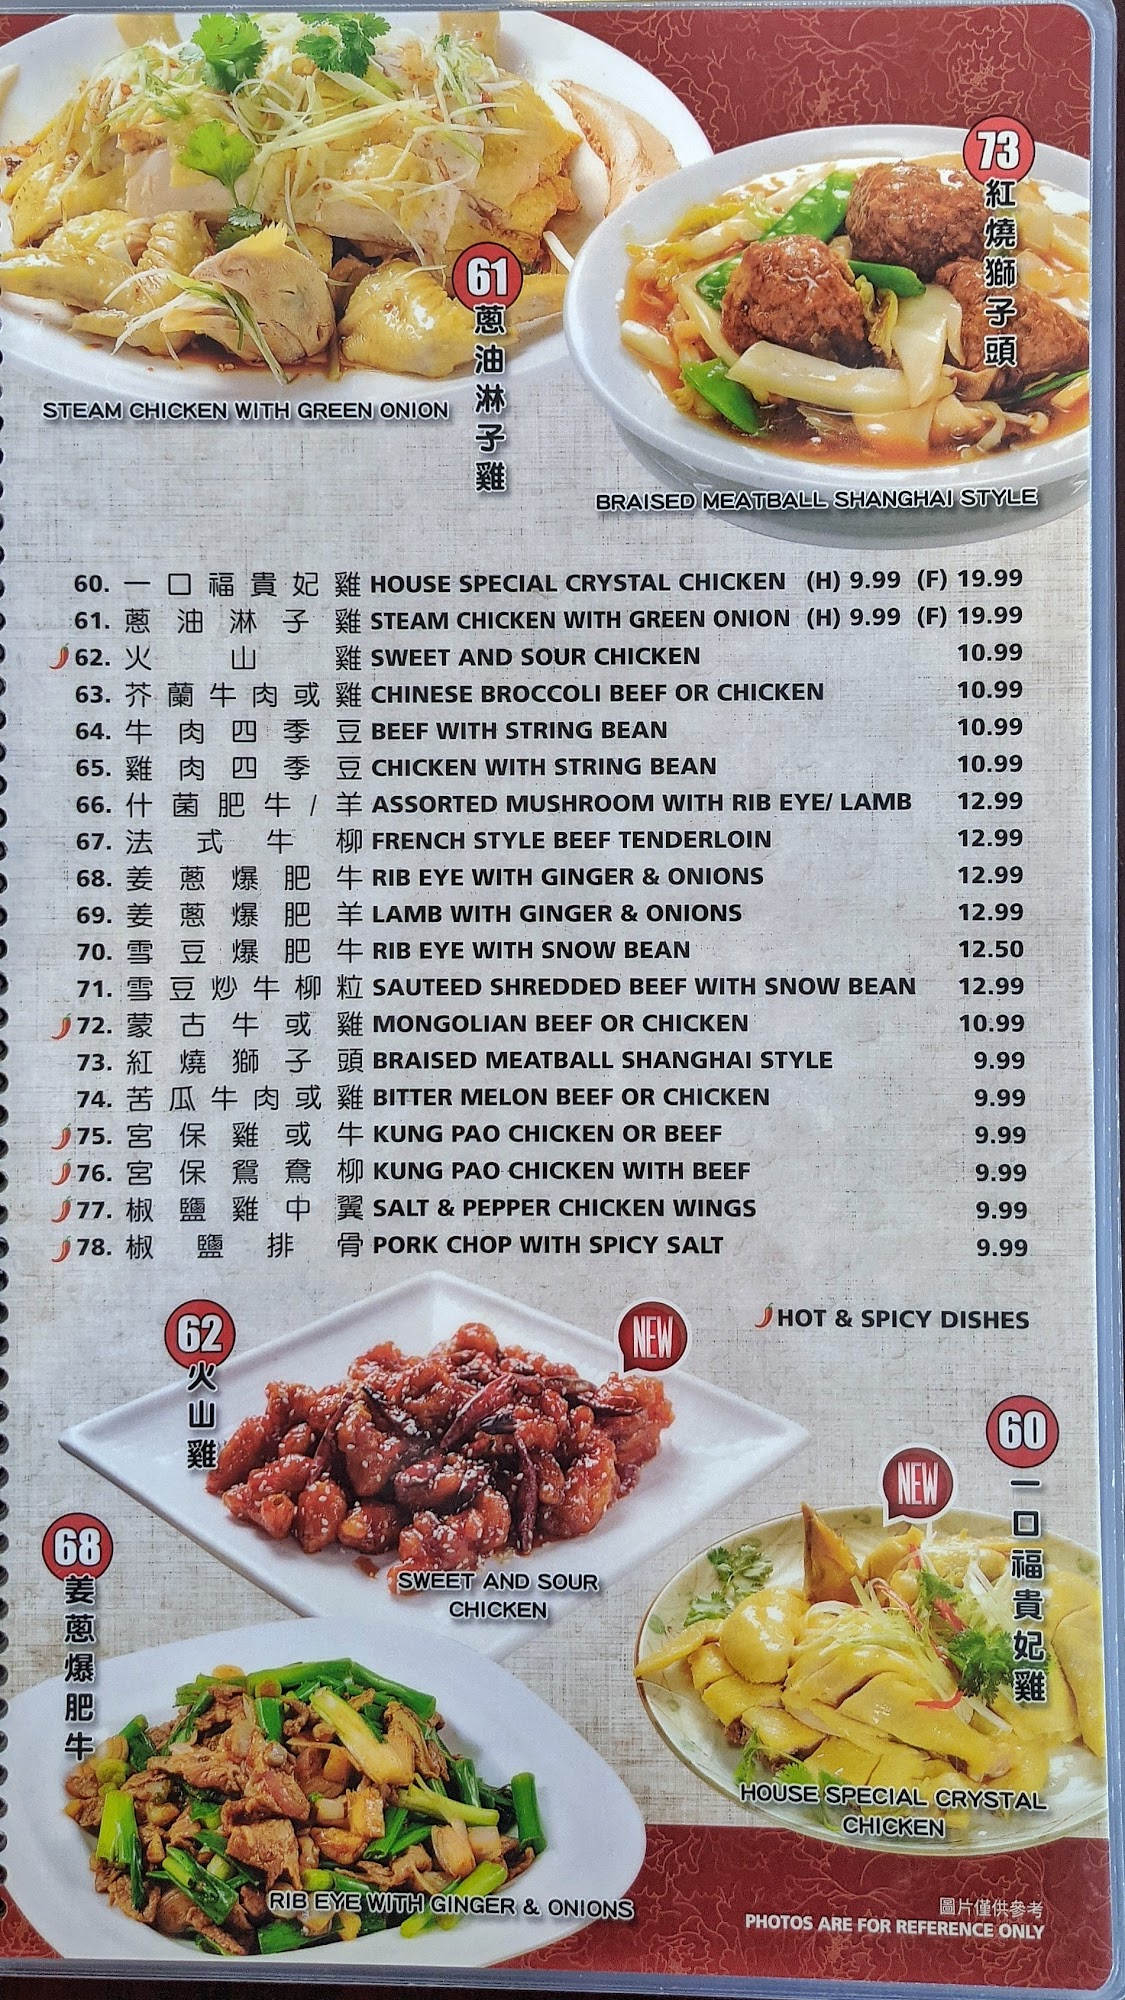 73
紅燒獅子頭
61
蔥油淋子雞
STEAM CHICKEN WITH GREEN ONION
BRAISED MEATBALL SHANGHAI STYLE
60. 一口福貴妃雞 HOUSE SPECIAL CRYSTAL CHICKEN (H) 9.99 (F) 19.99
61. 蔥油淋子雞 STEAM CHICKEN WITH GREEN ONION (H) 9.99 (F) 19.99
62. 火山雞 SWEET AND SOUR CHICKEN 10.99
63. 芥蘭牛肉或雞 CHINESE BROCCOLI BEEF OR CHICKEN 10.99
64. 牛肉四季豆 BEEF WITH STRING BEAN 10.99
65. 雞肉四季豆 CHICKEN WITH STRING BEAN 10.99
66. 什菌肥牛/羊 ASSORTED MUSHROOM WITH RIB EYE/ LAMB 12.99
67. 法式牛柳 FRENCH STYLE BEEF TENDERLOIN 12.99
68. 姜蔥爆肥牛 RIB EYE WITH GINGER & ONIONS 12.99
69. 姜蔥爆肥羊 LAMB WITH GINGER & ONIONS 12.99
70. 雪豆爆肥牛 RIB EYE WITH SNOW BEAN 12.50
71. 雪豆炒牛柳粒 SAUTEED SHREDDED BEEF WITH SNOW BEAN 12.99
72. 蒙古牛或雞 MONGOLIAN BEEF OR CHICKEN 10.99
73. 紅燒獅子頭 BRAISED MEATBALL SHANGHAI STYLE 9.99
74. 苦瓜牛肉或雞 BITTER MELON BEEF OR CHICKEN 9.99
75. 宮保雞或牛 KUNG PAO CHICKEN OR BEEF 9.99
76. 宮保鴛鴦柳 KUNG PAO CHICKEN WITH BEEF 9.99
77. 椒鹽雞中翼 SALT & PEPPER CHICKEN WINGS 9.99
78. 椒鹽排骨 PORK CHOP WITH SPICY SALT 9.99
HOT & SPICY DISHES
62
火山雞
NEW
SWEET AND SOUR
CHICKEN
60
一口福貴妃雞
NEW
HOUSE SPECIAL CRYSTAL
CHICKEN
68
姜蔥爆肥牛
RIB EYE WITH GINGER & ONIONS
圖片僅供參考
PHOTOS ARE FOR REFERENCE ONLY